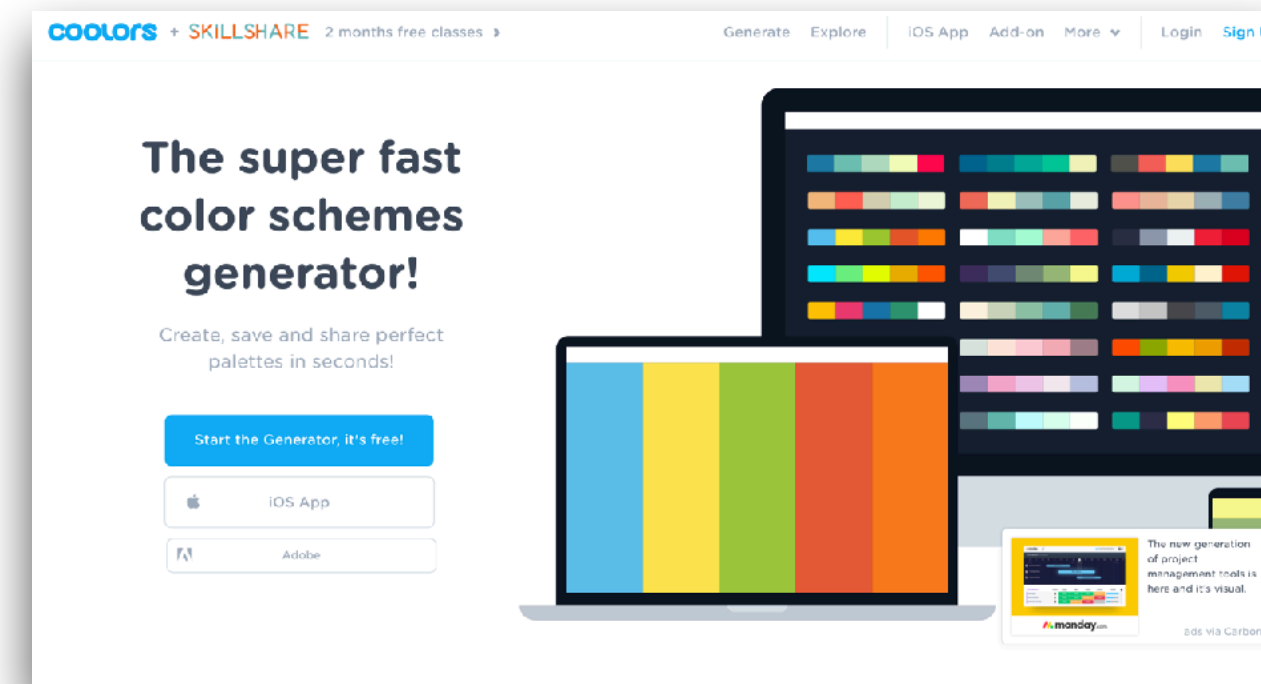 coolors + SKILLSHARE 2 months free classes ›
Generate Explore iOS App Add-on More Login Sign
The super fast
color schemes
generator!
Create, save and share perfect
palettes in seconds!
Start the Generator, it's free!
iOS App
Adobe
The new generation
of project
management tools is
here and it's visual.
monday.com
ads via Carbon